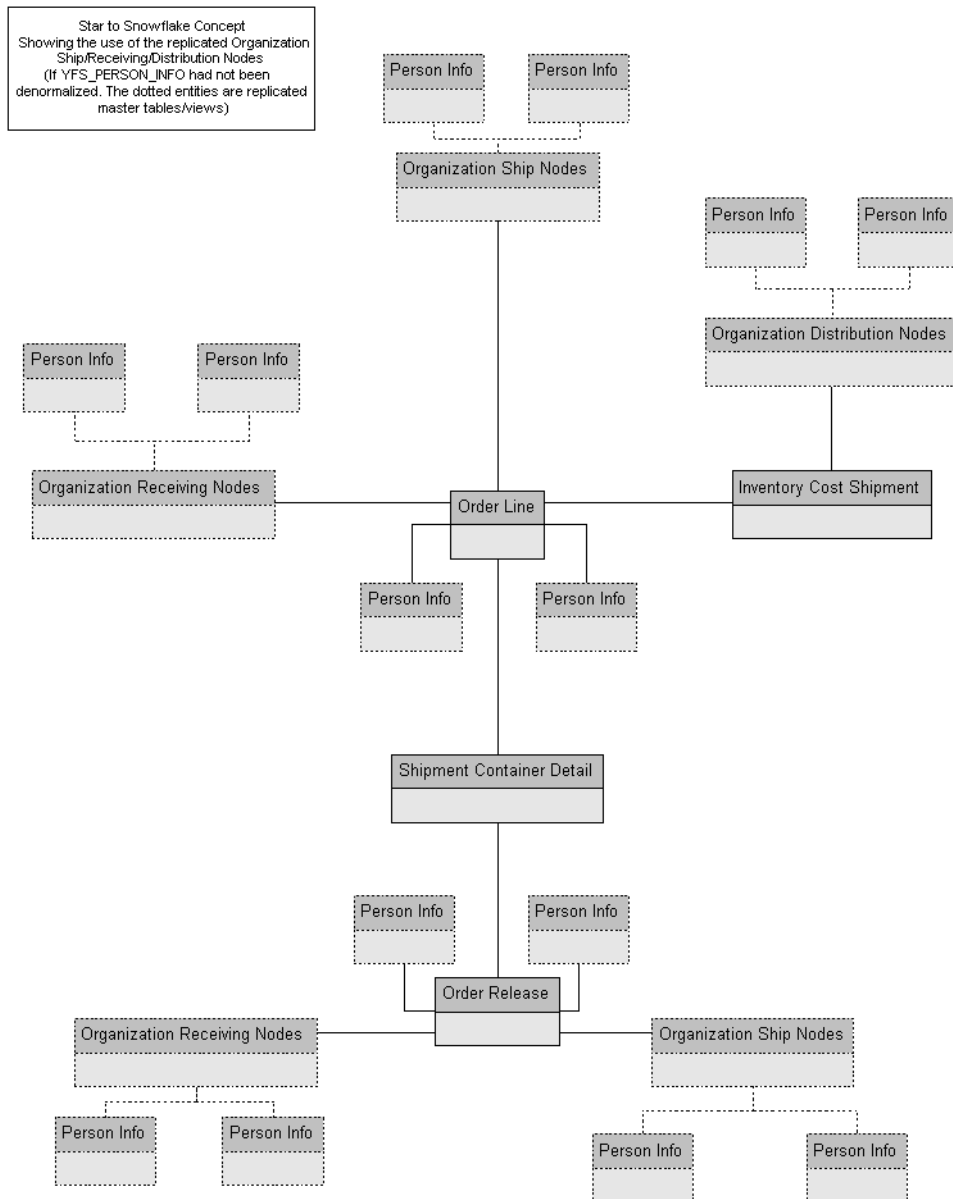 Star to Snowflake Concept
Showing the use of the replicated Organization
Ship/Receiving/Distribution Nodes
(If YFS_PERSON_INFO had not been
denormalized. The dotted entities are replicated
master tables/views)
Person Info
Person Info
Organization Ship Nodes
Person Info
Person Info
Organization Distribution Nodes
Person Info
Person Info
Organization Receiving Nodes
Order Line
Inventory Cost Shipment
Person Info
Person Info
Shipment Container Detail
Person Info
Person Info
Order Release
Organization Receiving Nodes
Organization Ship Nodes
Person Info
Person Info
Person Info
Person Info